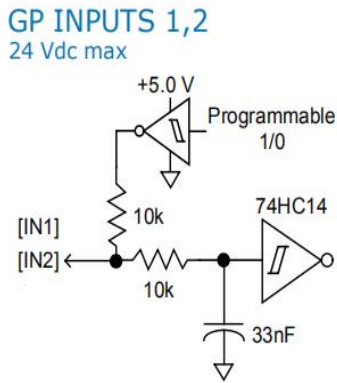 GP INPUTS 1,2
24 Vdc max
+5.0 V
Programmable
1/0
10k
74HC14
[IN1]
[IN2]
10k
33nF